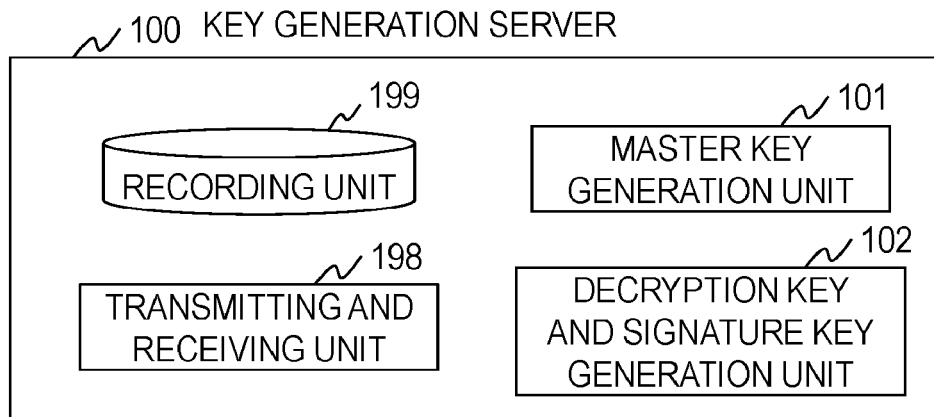 100 KEY GENERATION SERVER
199
RECORDING UNIT
101
MASTER KEY
GENERATION UNIT
198
TRANSMITTING AND
RECEIVING UNIT
102
DECRYPTION KEY
AND SIGNATURE KEY
GENERATION UNIT